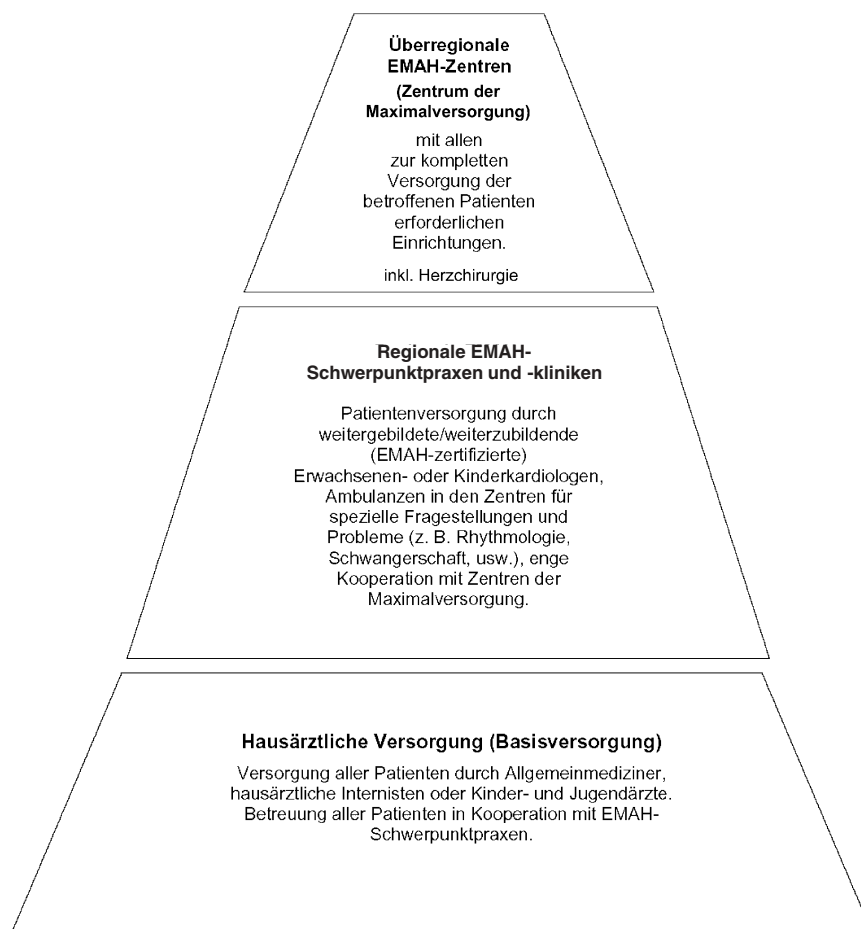 Überregionale
EMAH-Zentren
(Zentrum der
Maximalversorgung)
mit allen
zur kompletten
Versorgung der
betroffenen Patienten
erforderlichen
Einrichtungen.
inkl. Herzchirurgie
Regionale EMAH-
Schwerpunktpraxen und -kliniken
Patientenversorgung durch
weitergebildete/weiterzubildende
(EMAH-zertifizierte)
Erwachsenen- oder Kinderkardiologen,
Ambulanzen in den Zentren für
spezielle Fragestellungen und
Probleme (z. B. Rhythmologie,
Schwangerschaft, usw.), enge
Kooperation mit Zentren der
Maximalversorgung.
Hausärztliche Versorgung (Basisversorgung)
Versorgung aller Patienten durch Allgemeinmediziner,
hausärztliche Internisten oder Kinder- und Jugendärzte.
Betreuung aller Patienten in Kooperation mit EMAH-
Schwerpunktpraxen.